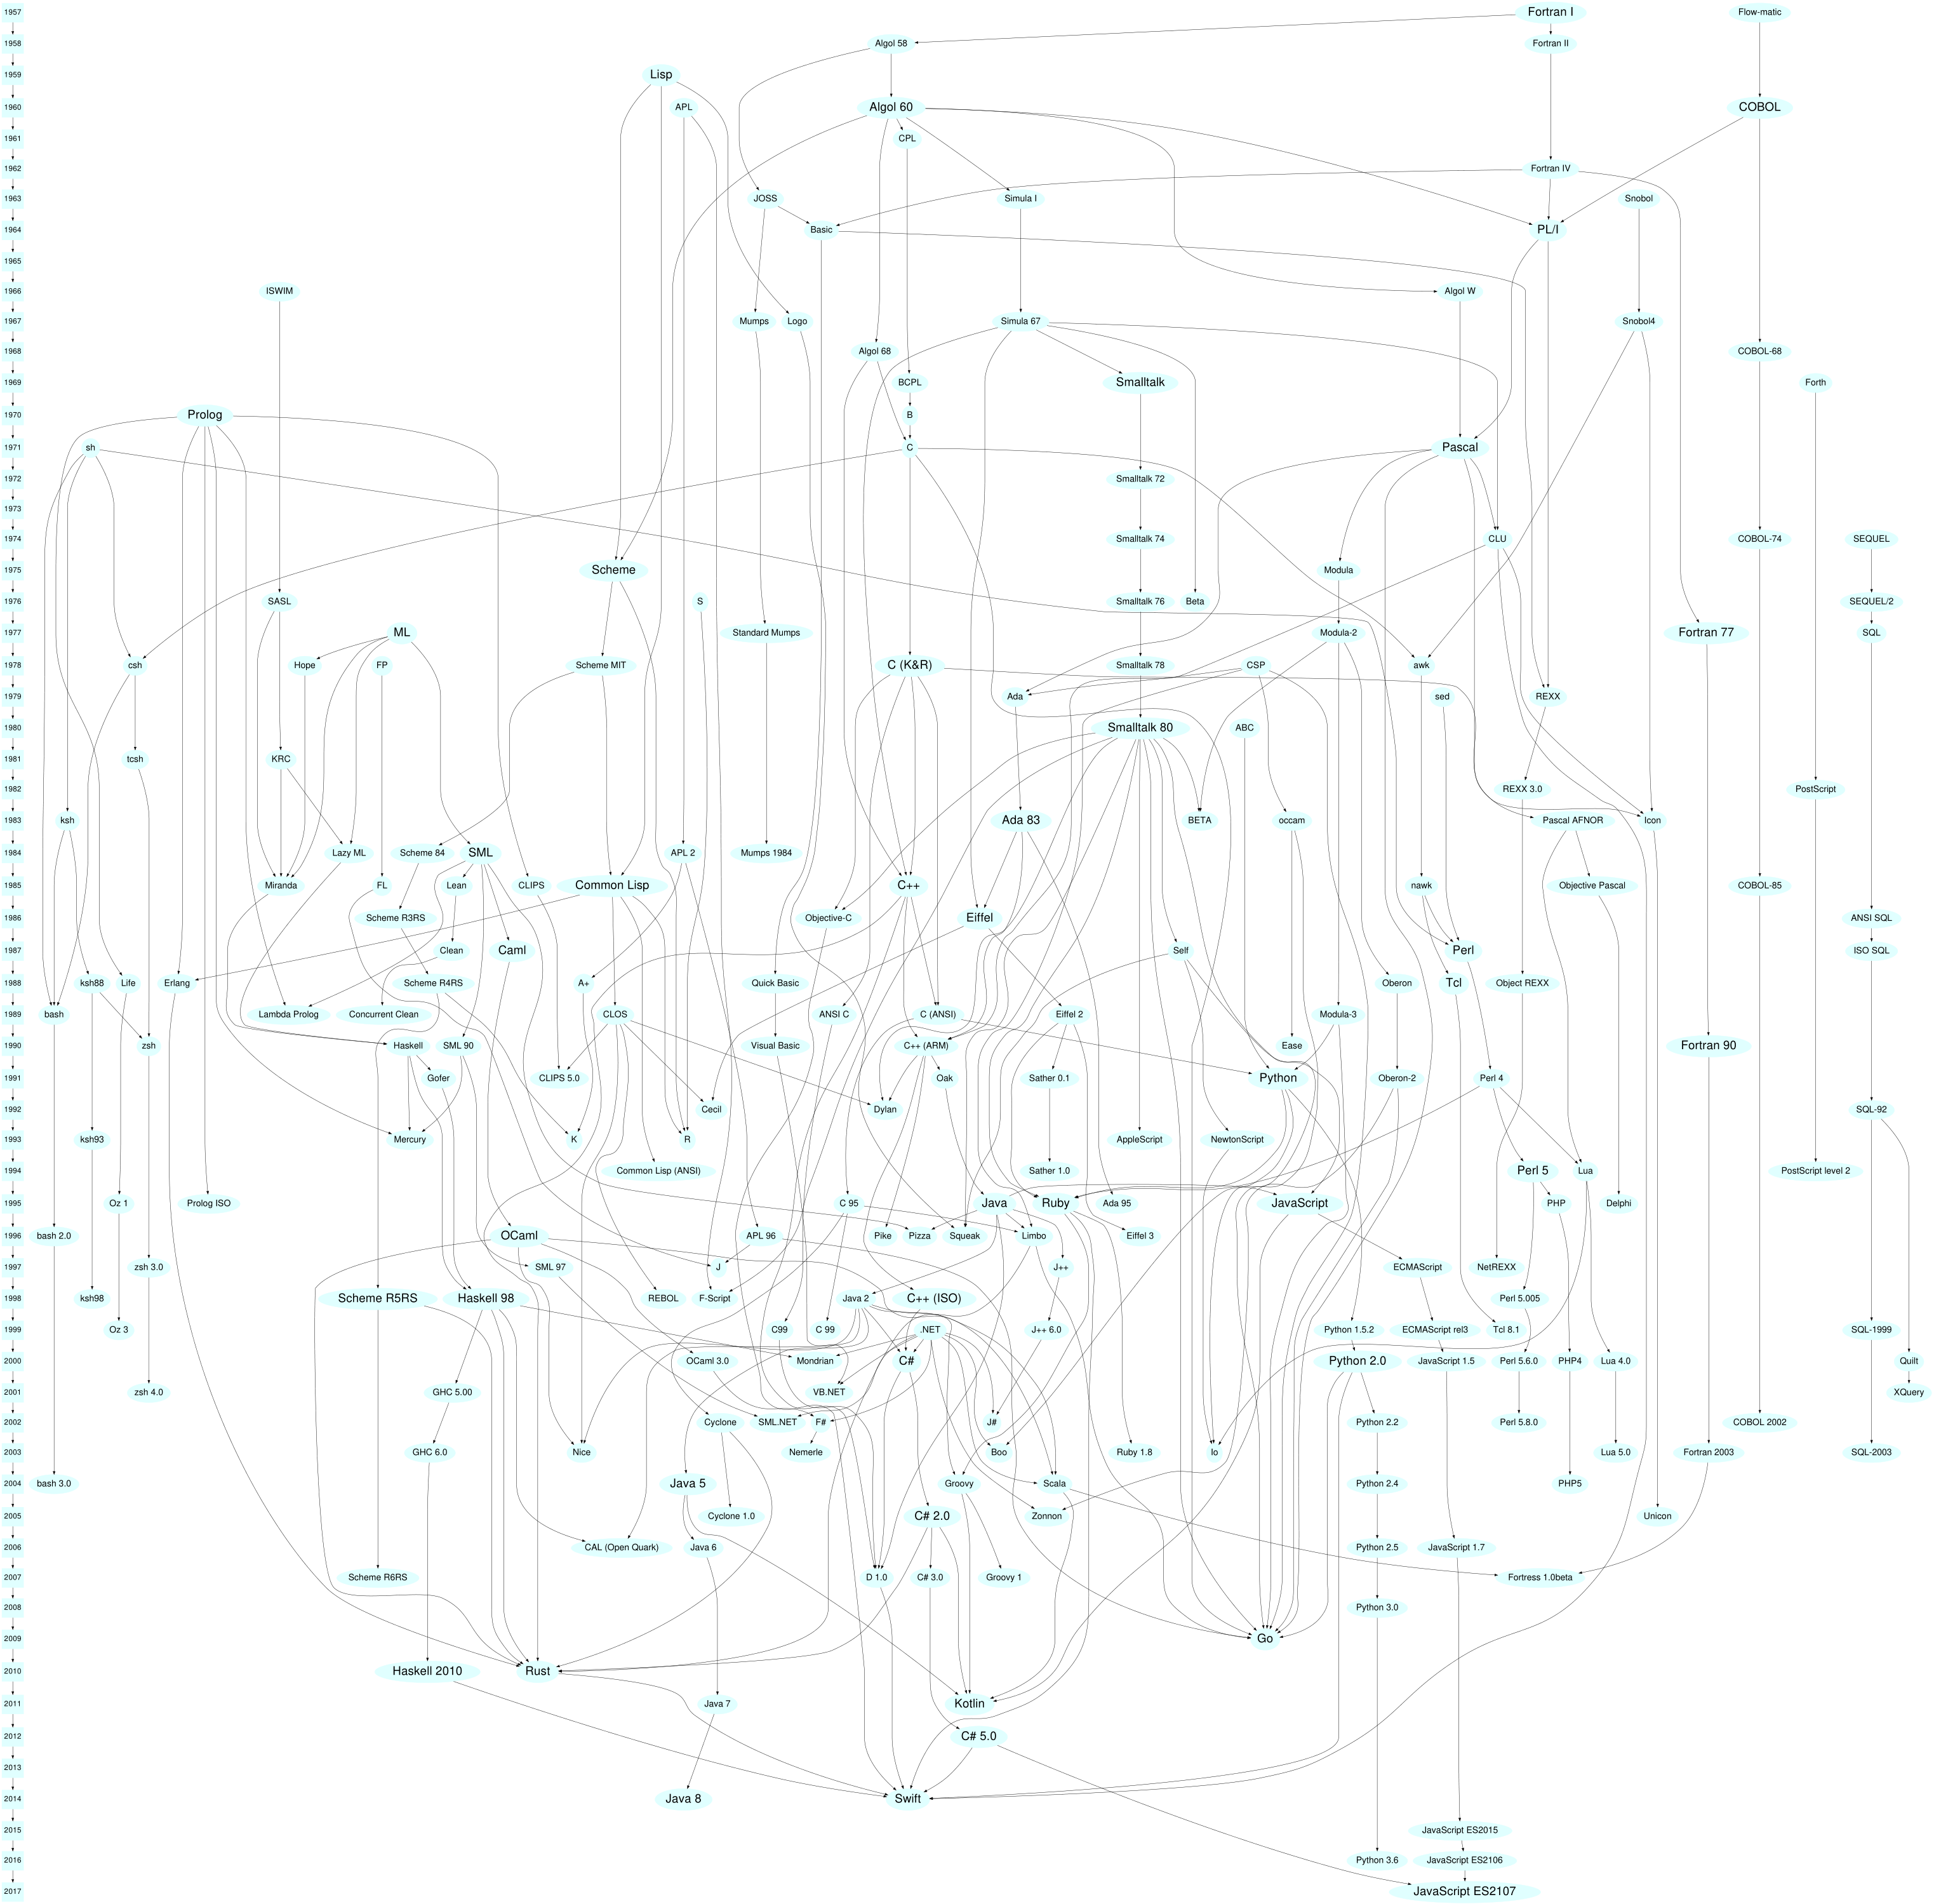 1957 Fortran I Flow-matic
1958 Algol 58 Fortran II
1959 Lisp
1960 APL Algol 60 COBOL
1961 CPL
1962 Fortran IV
1963 JOSS Simula I Snobol
1964 Basic PL/I
1965
1966 ISWIM Algol W
1967 Mumps Logo Simula 67 Snobol4
1968 Algol 68 COBOL-68
1969 BCPL Smalltalk Forth
1970 Prolog B
1971 sh C Pascal
1972 Smalltalk 72
1973
1974 Smalltalk 74 CLU COBOL-74 SEQUEL
1975 Scheme Modula
1976 SASL S Smalltalk 76 Beta SEQUEL/2
1977 ML Standard Mumps Modula-2 Fortran 77 SQL
1978 csh Hope FP Scheme MIT C (K&R) Smalltalk 78 CSP awk
1979 Ada sed REXX
1980 Smalltalk 80 ABC
1981 tcsh KRC
1982 REXX 3.0 PostScript
1983 ksh Ada 83 BETA occam Pascal AFNOR Icon
1984 Lazy ML Scheme 84 SML APL 2 Mumps 1984
1985 Miranda FL Lean CLIPS Common Lisp C++ nawk Objective Pascal COBOL-85
1986 Scheme R3RS Objective-C Eiffel ANSI SQL
1987 Clean Caml Self Perl ISO SQL
1988 ksh88 Life Erlang Scheme R4RS A+ Quick Basic Oberon Tcl Object REXX
1989 bash Lambda Prolog Concurrent Clean CLOS ANSI C C (ANSI) Eiffel 2 Modula-3
1990 zsh Haskell SML 90 Visual Basic C++ (ARM) Ease Fortran 90
1991 Gofer CLIPS 5.0 Oak Sather 0.1 Python Oberon-2 Perl 4
1992 Cecil Dylan SQL-92
1993 ksh93 Mercury K R AppleScript NewtonScript
1994 Common Lisp (ANSI) Sather 1.0 Perl 5 Lua PostScript level 2
1995 Oz 1 Prolog ISO C 95 Java Ruby Ada 95 JavaScript PHP Delphi
1996 bash 2.0 OCaml APL 96 Pike Pizza Squeak Limbo Eiffel 3
1997 zsh 3.0 SML 97 J J++ ECMAScript NetREXX
1998 ksh98 Scheme R5RS Haskell 98 REBOL F-Script Java 2 C++ (ISO) Perl 5.005
1999 Oz 3 C99 C 99 .NET J++ 6.0 Python 1.5.2 ECMAScript rel3 Tcl 8.1 SQL-1999
2000 OCaml 3.0 Mondrian C# Python 2.0 JavaScript 1.5 Perl 5.6.0 PHP4 Lua 4.0 Quilt
2001 zsh 4.0 GHC 5.00 VB.NET XQuery
2002 Cyclone SML.NET F# J# Python 2.2 Perl 5.8.0 COBOL 2002
2003 GHC 6.0 Nice Nemerle Boo Ruby 1.8 Io Lua 5.0 Fortran 2003 SQL-2003
2004 bash 3.0 Java 5 Groovy Scala Python 2.4 PHP5
2005 Cyclone 1.0 C# 2.0 Zonnon Unicon
2006 CAL (Open Quark) Java 6 Python 2.5 JavaScript 1.7
2007 Scheme R6RS D 1.0 C# 3.0 Groovy 1 Fortress 1.0beta
2008 Python 3.0
2009 Go
2010 Haskell 2010 Rust
2011 Java 7 Kotlin
2012 C# 5.0
2013
2014 Java 8 Swift
2015 JavaScript ES2015
2016 Python 3.6 JavaScript ES2106
2017 JavaScript ES2107